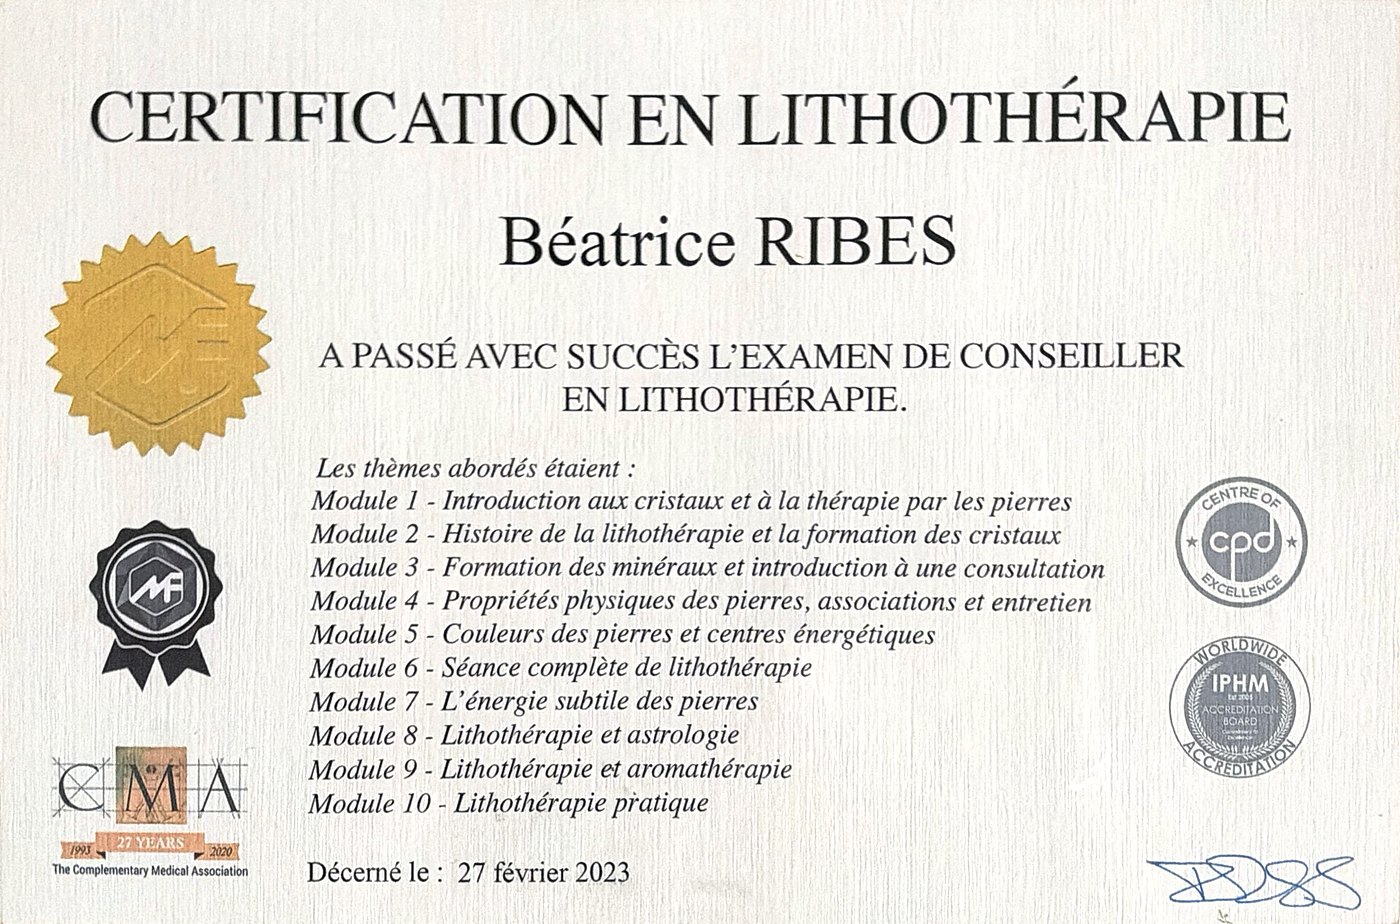 CERTIFICATION EN LITHOTHÉRAPIE
Béatrice RIBES
A PASSÉ AVEC SUCCÈS L'EXAMEN DE CONSEILLER
EN LITHOTHÉRAPIE.
Les thèmes abordés étaient :
Module 1 - Introduction aux cristaux et à la thérapie par les pierres
Module 2 - Histoire de la lithothérapie et la formation des cristaux
Module 3 - Formation des minéraux et introduction à une consultation
Module 4 - Propriétés physiques des pierres, associations et entretien
Module 5 - Couleurs des pierres et centres énergétiques
Module 6 - Séance complète de lithothérapie
Module 7 - L'énergie subtile des pierres
Module 8 - Lithothérapie et astrologie
Module 9 - Lithothérapie et aromathérapie
Module 10 - Lithothérapie pratique
Décerné le : 27 février 2023
CMA
1993 27 YEARS 2020
The Complementary Medical Association
CENTRE OF
cpd
EXCELLENCE
WORLDWIDE
IPHM
ACCREDITATION
BOARD
ACCREDITATION